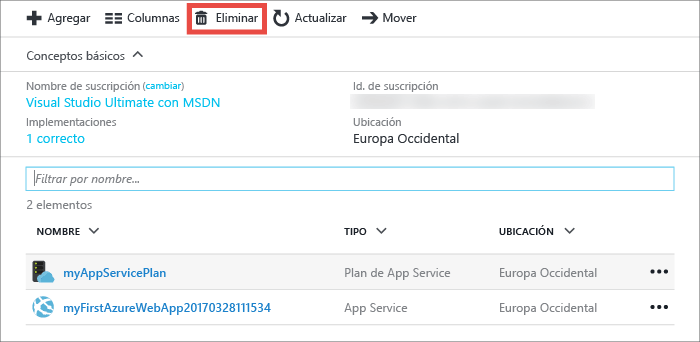 Agregar Columnas Eliminar Actualizar Mover
Conceptos básicos
Nombre de suscripción (cambiar) Id. de suscripción
Visual Studio Ultimate con MSDN
Implementaciones Ubicación
1 correcto Europa Occidental
Filtrar por nombre...
2 elementos
NOMBRE TIPO UBICACIÓN
myAppServicePlan Plan de App Service Europa Occidental
myFirstAzureWebApp20170328111534 App Service Europa Occidental